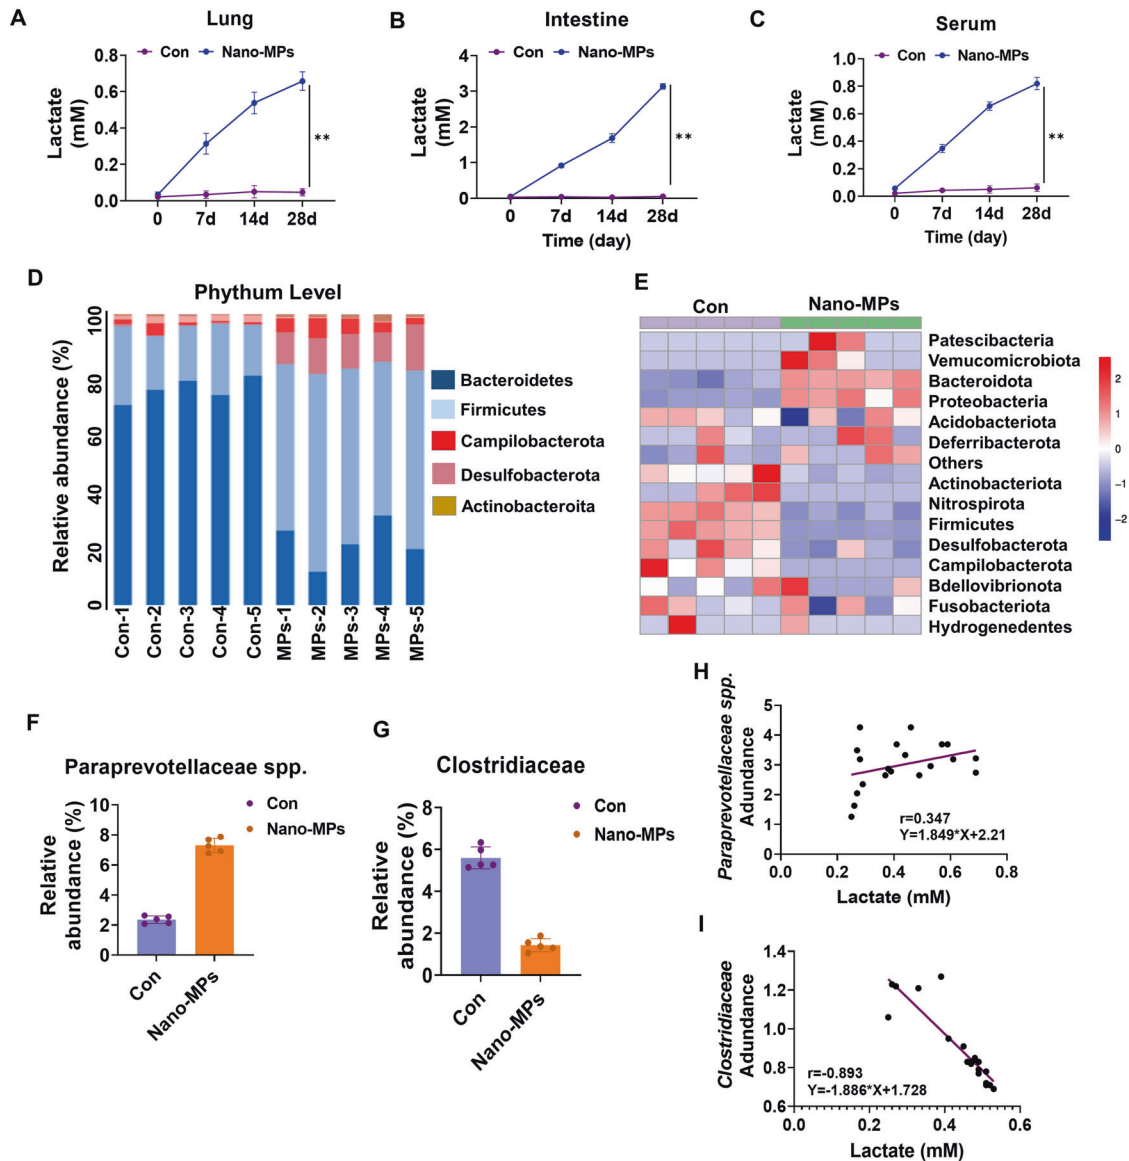 A
Lung
Con
Nano-MPs
Lactate
(mM)
0.8
0.6
0.4
0.2
0.0
0
7d
14d
28d
**
B
Intestine
Con
Nano-MPs
Lactate
(mM)
4
3
2
1
0
0
7d
14d
28d
Time (day)
**
C
Serum
Con
Nano-MPs
Lactate
(mM)
1.0
0.8
0.6
0.4
0.2
0.0
0
7d
14d
28d
Time (day)
**
D
Phythum Level
Relative abundance (%)
100
80
60
40
20
0
Con-1
Con-2
Con-3
Con-4
Con-5
MPs-1
MPs-2
MPs-3
MPs-4
MPs-5
Bacteroidetes
Firmicutes
Campilobacterota
Desulfobacterota
Actinobacteroita
E
Con
Nano-MPs
Patescibacteria
Vemucomicrobiota
Bacteroidota
Proteobacteria
Acidobacteriota
Deferribacterota
Others
Actinobacteriota
Nitrospirota
Firmicutes
Desulfobacterota
Campilobacterota
Bdellovibrionota
Fusobacteriota
Hydrogenedentes
2
1
0
−1
−2
F
Paraprevotellaceae spp.
Con
Nano-MPs
Relative
abundance (%)
10
8
6
4
2
0
Con
Nano-MPs
G
Clostridiaceae
Con
Nano-MPs
Relative
abundance (%)
8
6
4
2
0
Con
Nano-MPs
H
Paraprevotellaceae spp.
Adundance
5
4
3
2
1
0
r=0.347
Y=1.849*X+2.21
0.0
0.2
0.4
0.6
0.8
Lactate (mM)
I
Clostridiaceae
Adundance
1.4
1.2
1.0
0.8
0.6
r=-0.893
Y=-1.886*X+1.728
0.0
0.2
0.4
0.6
Lactate (mM)